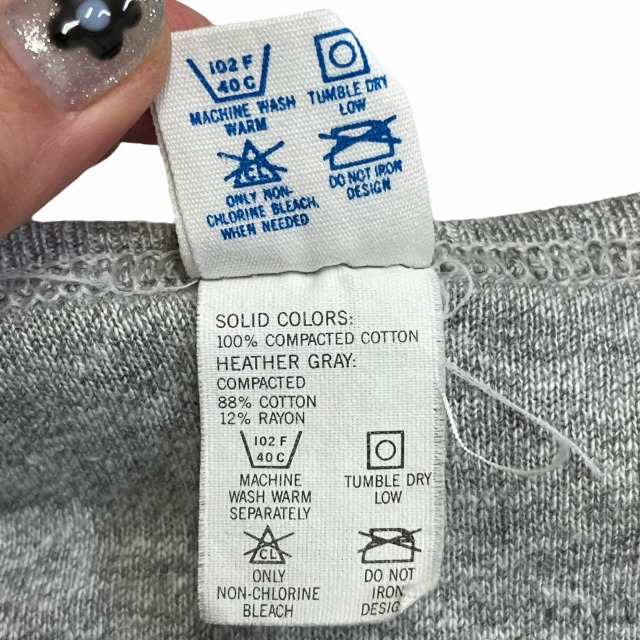 102 F
40 C
MACHINE WASH
WARM
TUMBLE DRY
LOW
CL
ONLY NON-
CHLORINE BLEACH,
WHEN NEEDED
DO NOT IRON
DESIGN
SOLID COLORS:
100% COMPACTED COTTON
HEATHER GRAY:
COMPACTED
88% COTTON
12% RAYON
102 F
40 C
MACHINE
WASH WARM
SEPARATELY
TUMBLE DRY
LOW
CL
ONLY
NON-CHLORINE
BLEACH
DO NOT
IRON
DESIG